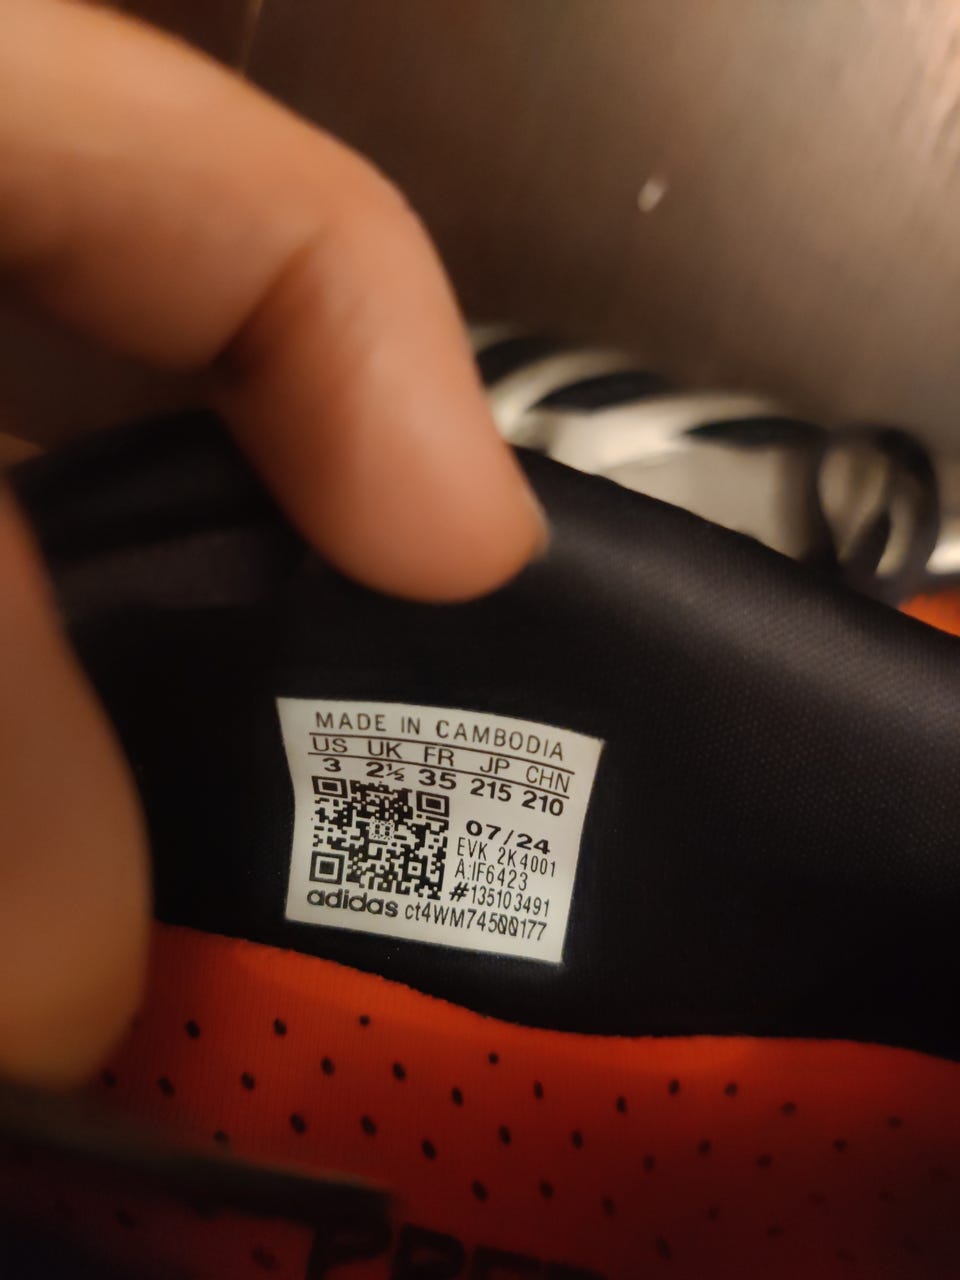 MADE IN CAMBODIA
US UK FR JP CHN
3 2½ 35 215 210
07/24
EVK 2K4001
A:IF6423
#135103491
adidas ct4WM74500177